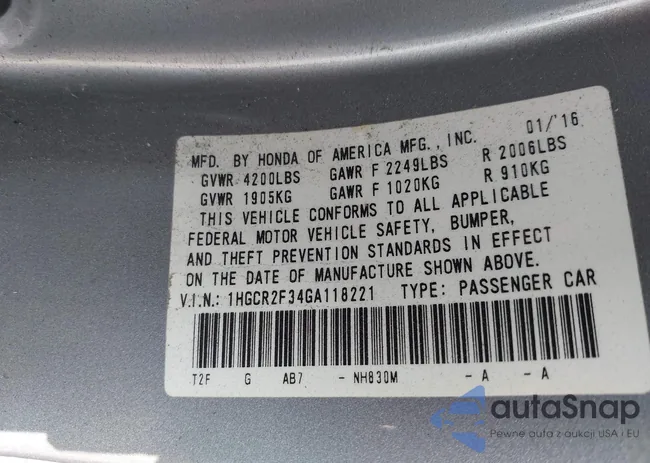 MFD. BY HONDA OF AMERICA MFG., INC. 01/'16
GVWR 4200LBS GAWR F 2249LBS R 2006LBS
GVWR 1905KG GAWR F 1020KG R 910KG
THIS VEHICLE CONFORMS TO ALL APPLICABLE
FEDERAL MOTOR VEHICLE SAFETY, BUMPER,
AND THEFT PREVENTION STANDARDS IN EFFECT
ON THE DATE OF MANUFACTURE SHOWN ABOVE.
V.I.N.: 1HGCR2F34GA118221 TYPE: PASSENGER CAR
T2F G AB7 - NH830M - A - A
autaSnap
Pewne auta z aukcji USA i EU